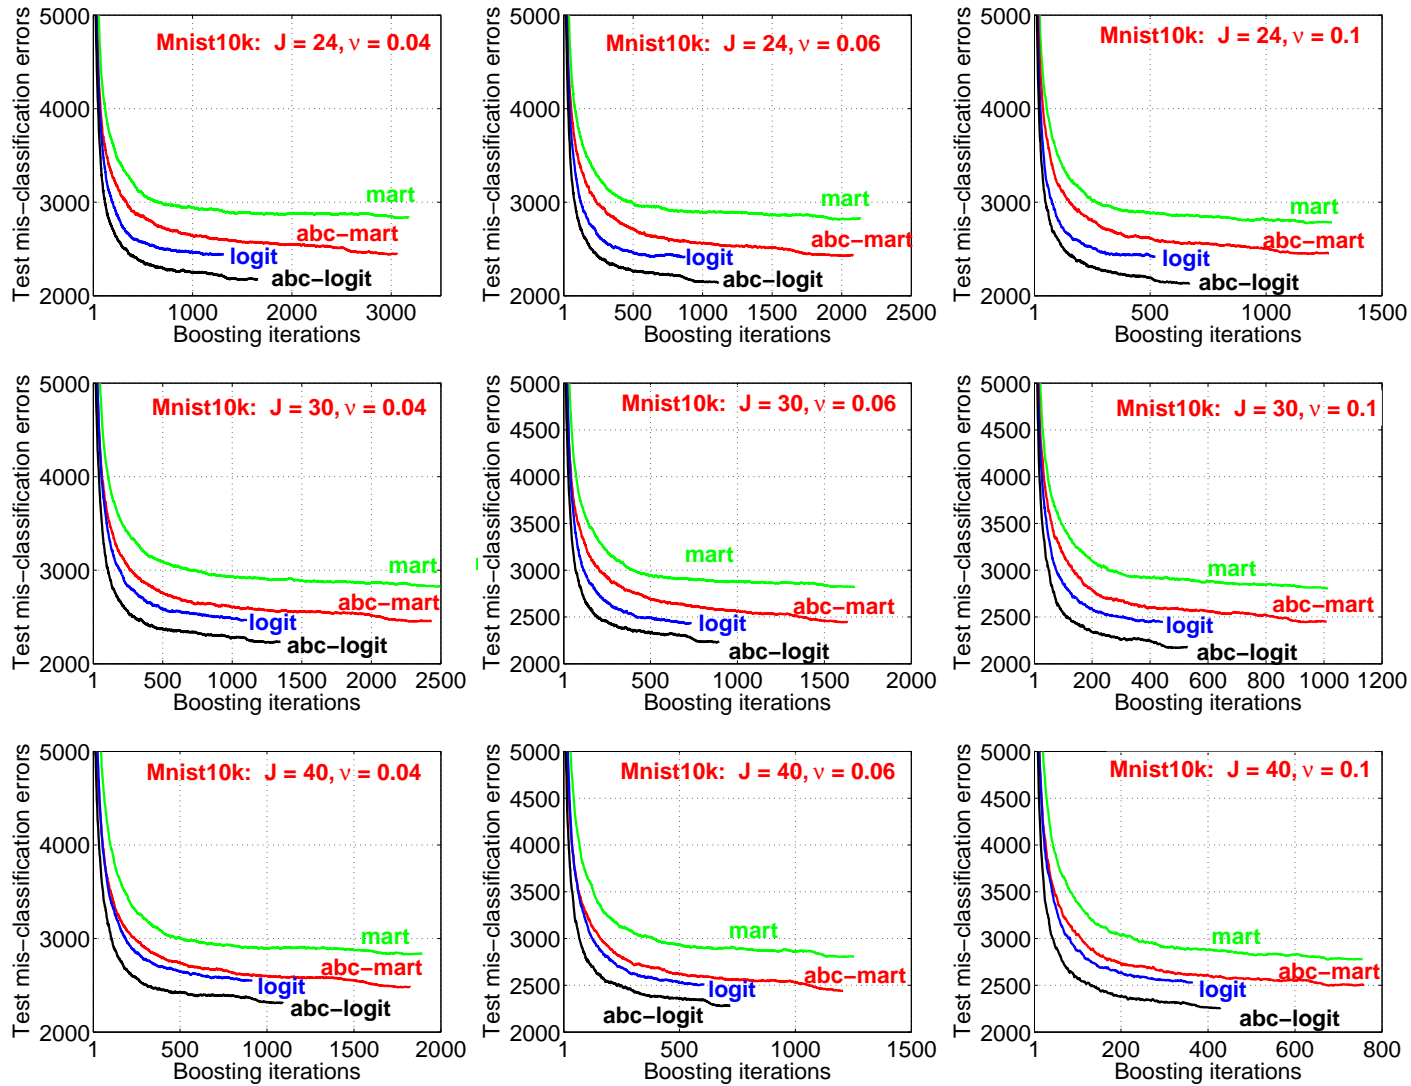 Test mis-classification errors
5000
4000
3000
2000
Mnist10k: J = 24, ν = 0.04
mart
abc-mart
logit
abc-logit
1 1000 2000 3000
Boosting iterations
Test mis-classification errors
5000
4000
3000
2000
Mnist10k: J = 24, ν = 0.06
mart
abc-mart
logit
abc-logit
1 500 1000 1500 2000 2500
Boosting iterations
Test mis-classification errors
5000
4000
3000
2000
Mnist10k: J = 24, ν = 0.1
mart
abc-mart
logit
abc-logit
1 500 1000 1500
Boosting iterations
Test mis-classification errors
5000
4000
3000
2000
Mnist10k: J = 30, ν = 0.04
mart
abc-mart
logit
abc-logit
1 500 1000 1500 2000 2500
Boosting iterations
Test mis-classification errors
5000
4500
4000
3500
3000
2500
2000
Mnist10k: J = 30, ν = 0.06
mart
abc-mart
logit
abc-logit
1 500 1000 1500 2000
Boosting iterations
Test mis-classification errors
5000
4500
4000
3500
3000
2500
2000
Mnist10k: J = 30, ν = 0.1
mart
abc-mart
logit
abc-logit
1 200 400 600 800 1000 1200
Boosting iterations
Test mis-classification errors
5000
4000
3000
2000
Mnist10k: J = 40, ν = 0.04
mart
abc-mart
logit
abc-logit
1 500 1000 1500 2000
Boosting iterations
Test mis-classification errors
5000
4500
4000
3500
3000
2500
2000
Mnist10k: J = 40, ν = 0.06
mart
abc-mart
logit
abc-logit
1 500 1000 1500
Boosting iterations
Test mis-classification errors
5000
4500
4000
3500
3000
2500
2000
Mnist10k: J = 40, ν = 0.1
mart
abc-mart
logit
abc-logit
1 200 400 600 800
Boosting iterations